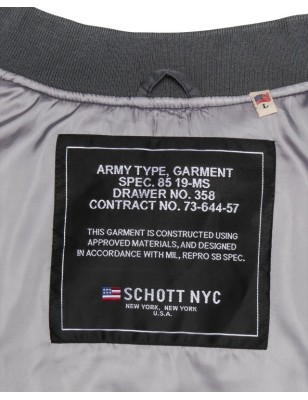 L
ARMY TYPE, GARMENT
SPEC. 85 19-MS
DRAWER NO. 358
CONTRACT NO. 73-644-57
THIS GARMENT IS CONSTRUCTED USING
APPROVED MATERIALS, AND DESIGNED
IN ACCORDANCE WITH MIL, REPRO SB SPEC.
SCHOTT NYC
NEW YORK, NEW YORK
U.S.A.